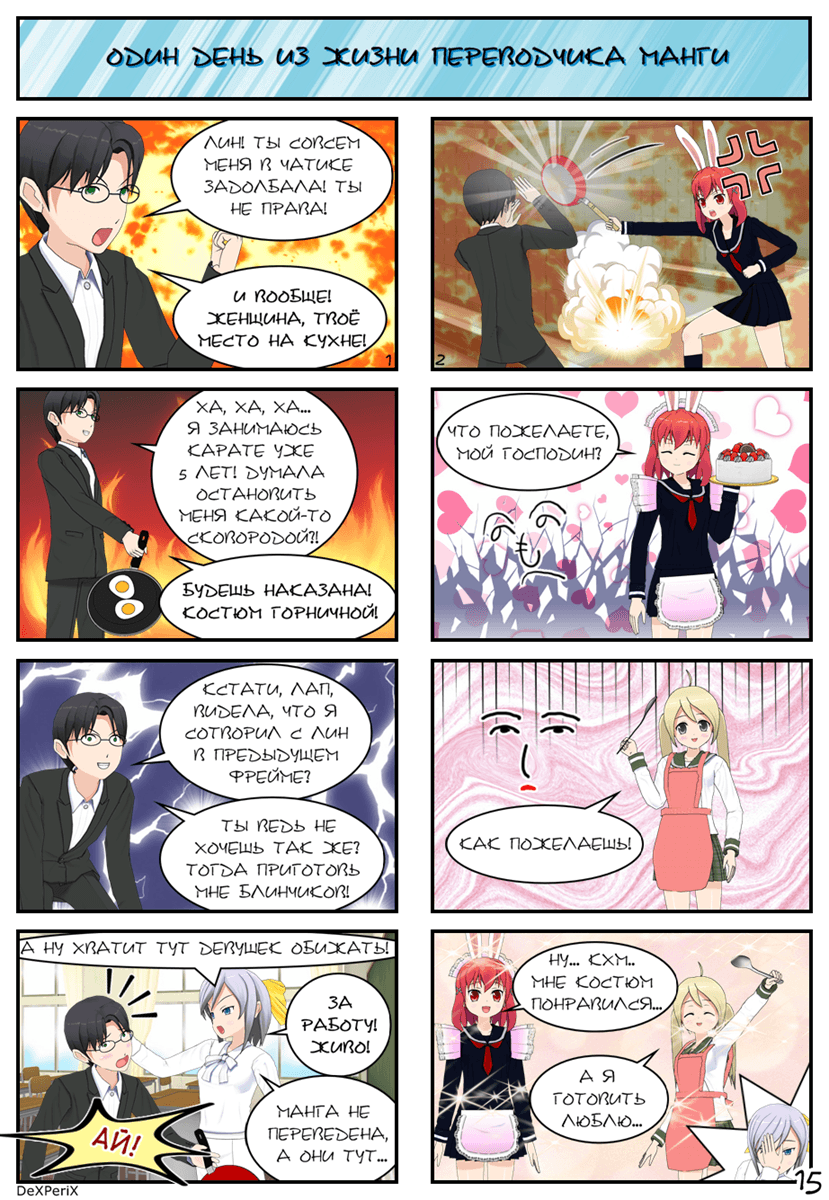 ОДИН ДЕНЬ ИЗ ЖИЗНИ ПЕРЕВОДЧИКА МАНГИ
ЛИН! ТЫ СОВСЕМ
МЕНЯ В ЧАТИКЕ
ЗАДОЛБАЛА! ТЫ
НЕ ПРАВА!
И ВООБЩЕ!
ЖЕНЩИНА, ТВОЁ
МЕСТО НА КУХНЕ!
1
2
ХА, ХА, ХА...
Я ЗАНИМАЮСЬ
КАРАТЕ УЖЕ
5 ЛЕТ! ДУМАЛА
ОСТАНОВИТЬ
МЕНЯ КАКОЙ-ТО
СКОВОРОДОЙ?!
БУДЕШЬ НАКАЗАНА!
КОСТЮМ ГОРНИЧНОЙ!
ЧТО ПОЖЕЛАЕТЕ,
МОЙ ГОСПОДИН?
КСТАТИ, ЛАП,
ВИДЕЛА, ЧТО Я
СОТВОРИЛ С ЛИН
В ПРЕДЫДУЩЕМ
ФРЕЙМЕ?
ТЫ ВЕДЬ НЕ
ХОЧЕШЬ ТАК ЖЕ?
ТОГДА ПРИГОТОВЬ
МНЕ БЛИНЧИКОВ!
КАК ПОЖЕЛАЕШЬ!
А НУ ХВАТИТ ТУТ ДЕВУШЕК ОБИЖАТЬ!
ЗА
РАБОТУ!
ЖИВО!
МАНГА НЕ
ПЕРЕВЕДЕНА,
А ОНИ ТУТ...
АЙ!
НУ... КХМ..
МНЕ КОСТЮМ
ПОНРАВИЛСЯ...
А Я
ГОТОВИТЬ
ЛЮБЛЮ...
DeXPeriX
15